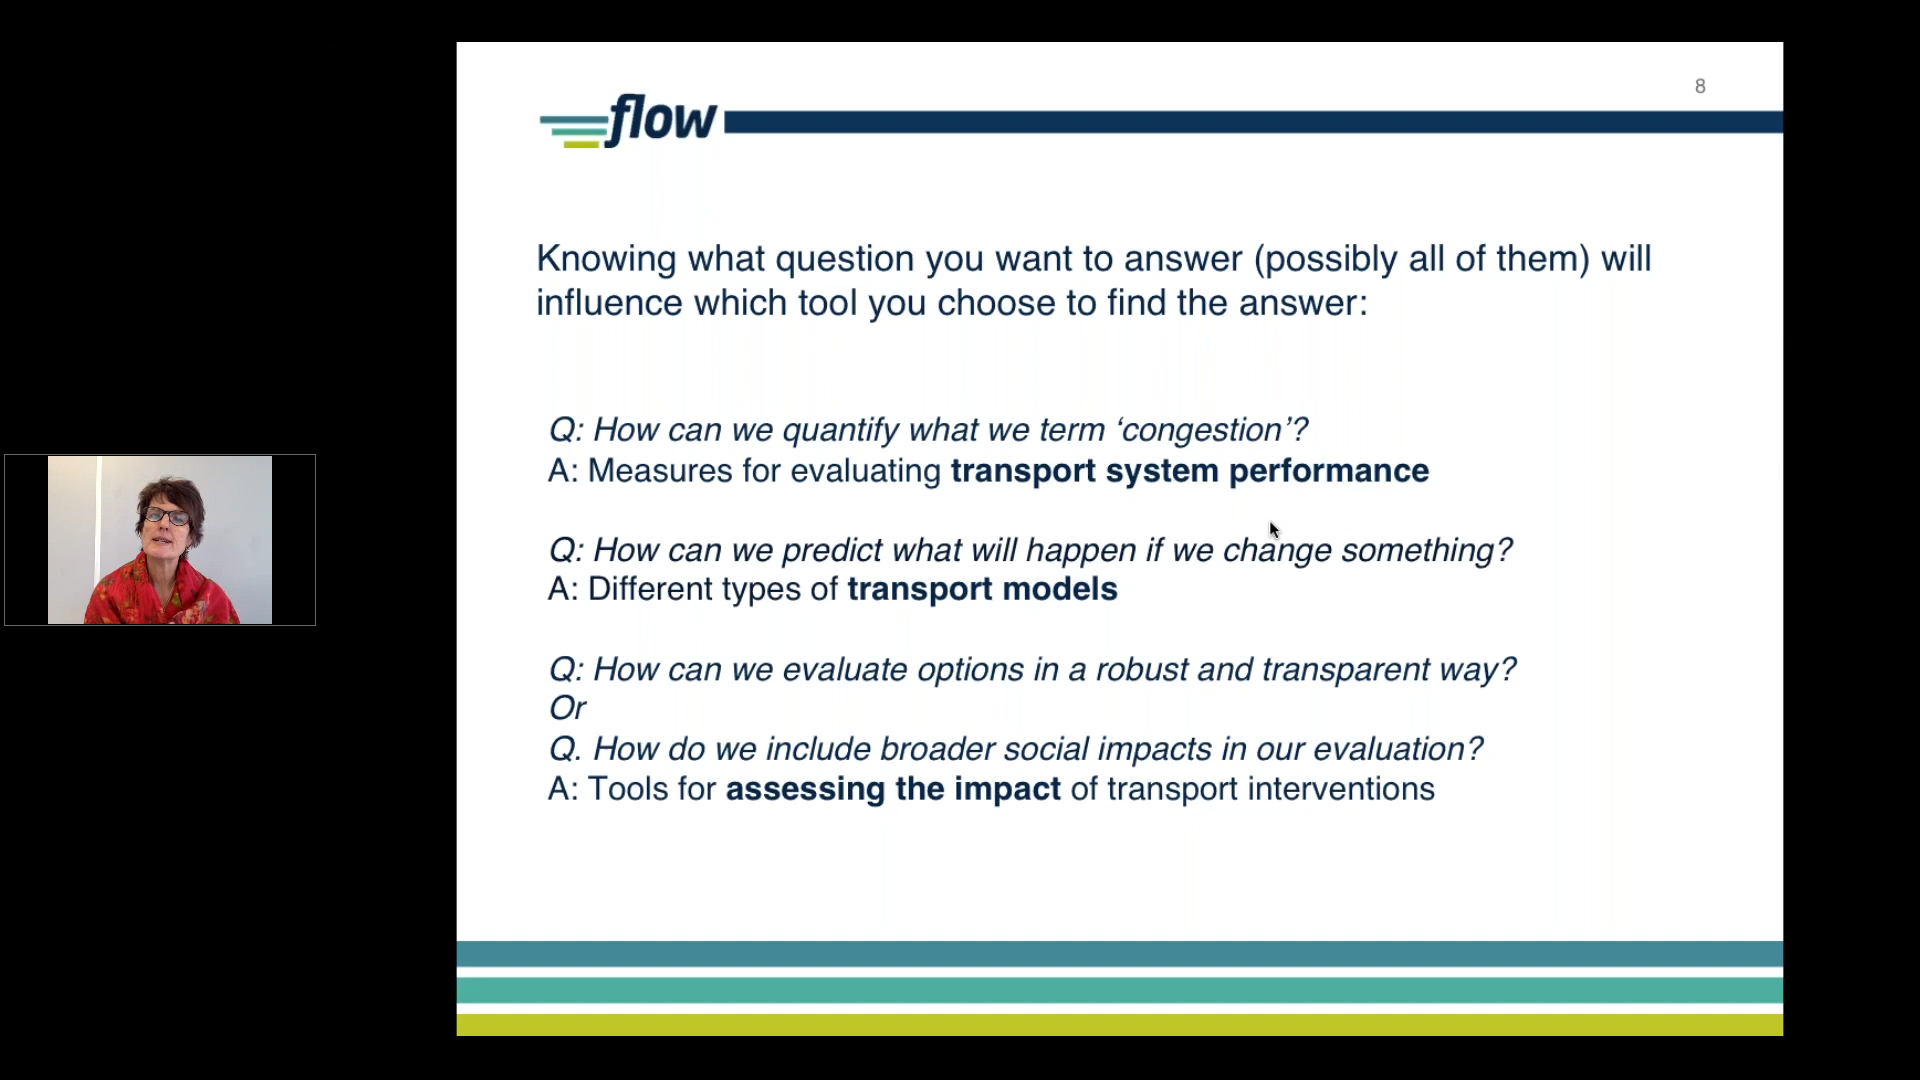 8
flow
Knowing what question you want to answer (possibly all of them) will
influence which tool you choose to find the answer:
Q: How can we quantify what we term ‘congestion’?
A: Measures for evaluating transport system performance
Q: How can we predict what will happen if we change something?
A: Different types of transport models
Q: How can we evaluate options in a robust and transparent way?
Or
Q. How do we include broader social impacts in our evaluation?
A: Tools for assessing the impact of transport interventions